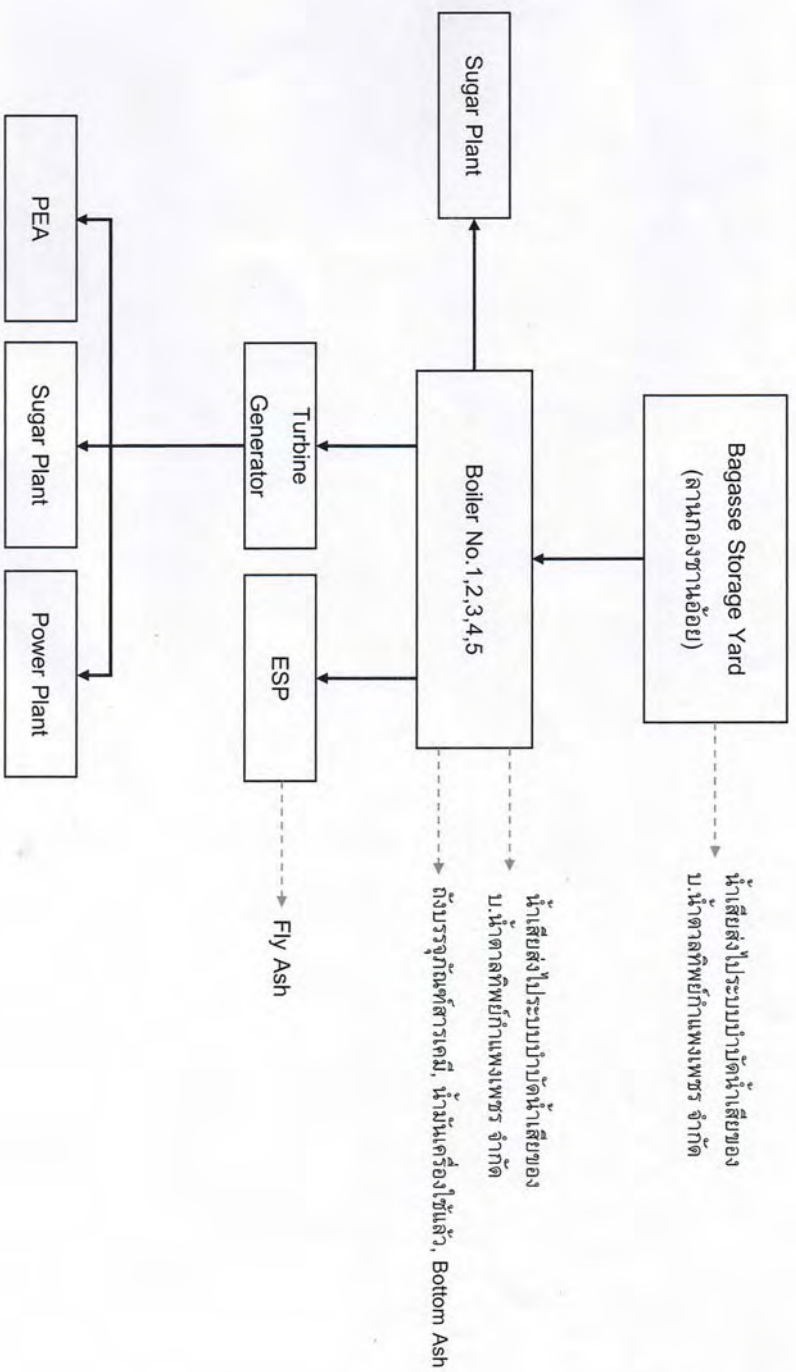 Bagasse Storage Yard
(ลานกองชานอ้อย)
น้ำเสียส่งไประบบบำบัดน้ำเสียของ
บ.น้ำตาลทิพย์กำแพงเพชร จำกัด
Sugar Plant
Boiler No.1,2,3,4,5
น้ำเสียส่งไประบบบำบัดน้ำเสียของ
บ.น้ำตาลทิพย์กำแพงเพชร จำกัด
ถังบรรจุภัณฑ์สารเคมี, น้ำมันเครื่องใช้แล้ว, Bottom Ash
Turbine
Generator
ESP
Fly Ash
PEA
Sugar Plant
Power Plant